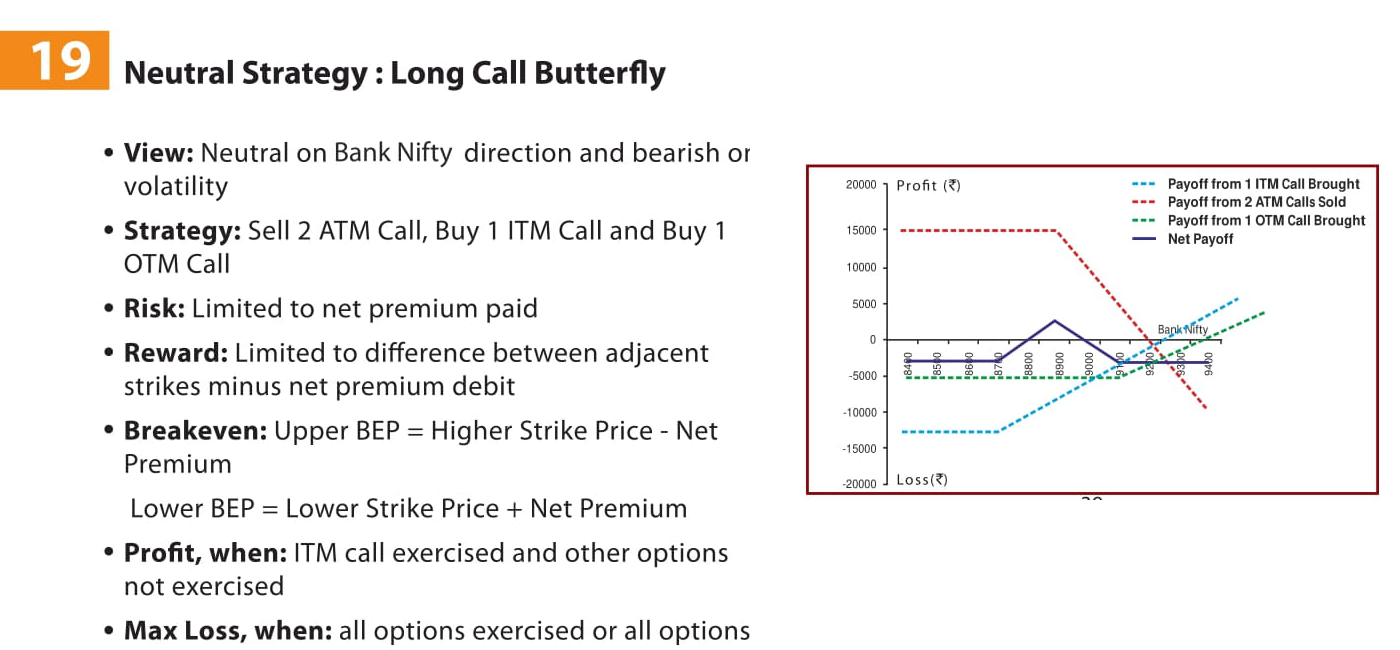 19
Neutral Strategy : Long Call Butterfly
• View: Neutral on Bank Nifty direction and bearish or
volatility
• Strategy: Sell 2 ATM Call, Buy 1 ITM Call and Buy 1
OTM Call
• Risk: Limited to net premium paid
• Reward: Limited to difference between adjacent
strikes minus net premium debit
• Breakeven: Upper BEP = Higher Strike Price - Net
Premium
Lower BEP = Lower Strike Price + Net Premium
• Profit, when: ITM call exercised and other options
not exercised
• Max Loss, when: all options exercised or all options
Profit (₹)
Payoff from 1 ITM Call Brought
Payoff from 2 ATM Calls Sold
Payoff from 1 OTM Call Brought
Net Payoff
20000
15000
10000
5000
0
-5000
-10000
-15000
-20000
Bank Nifty
8400
8500
8600
8700
8800
8900
9000
9100
9200
9300
9400
Loss(₹)